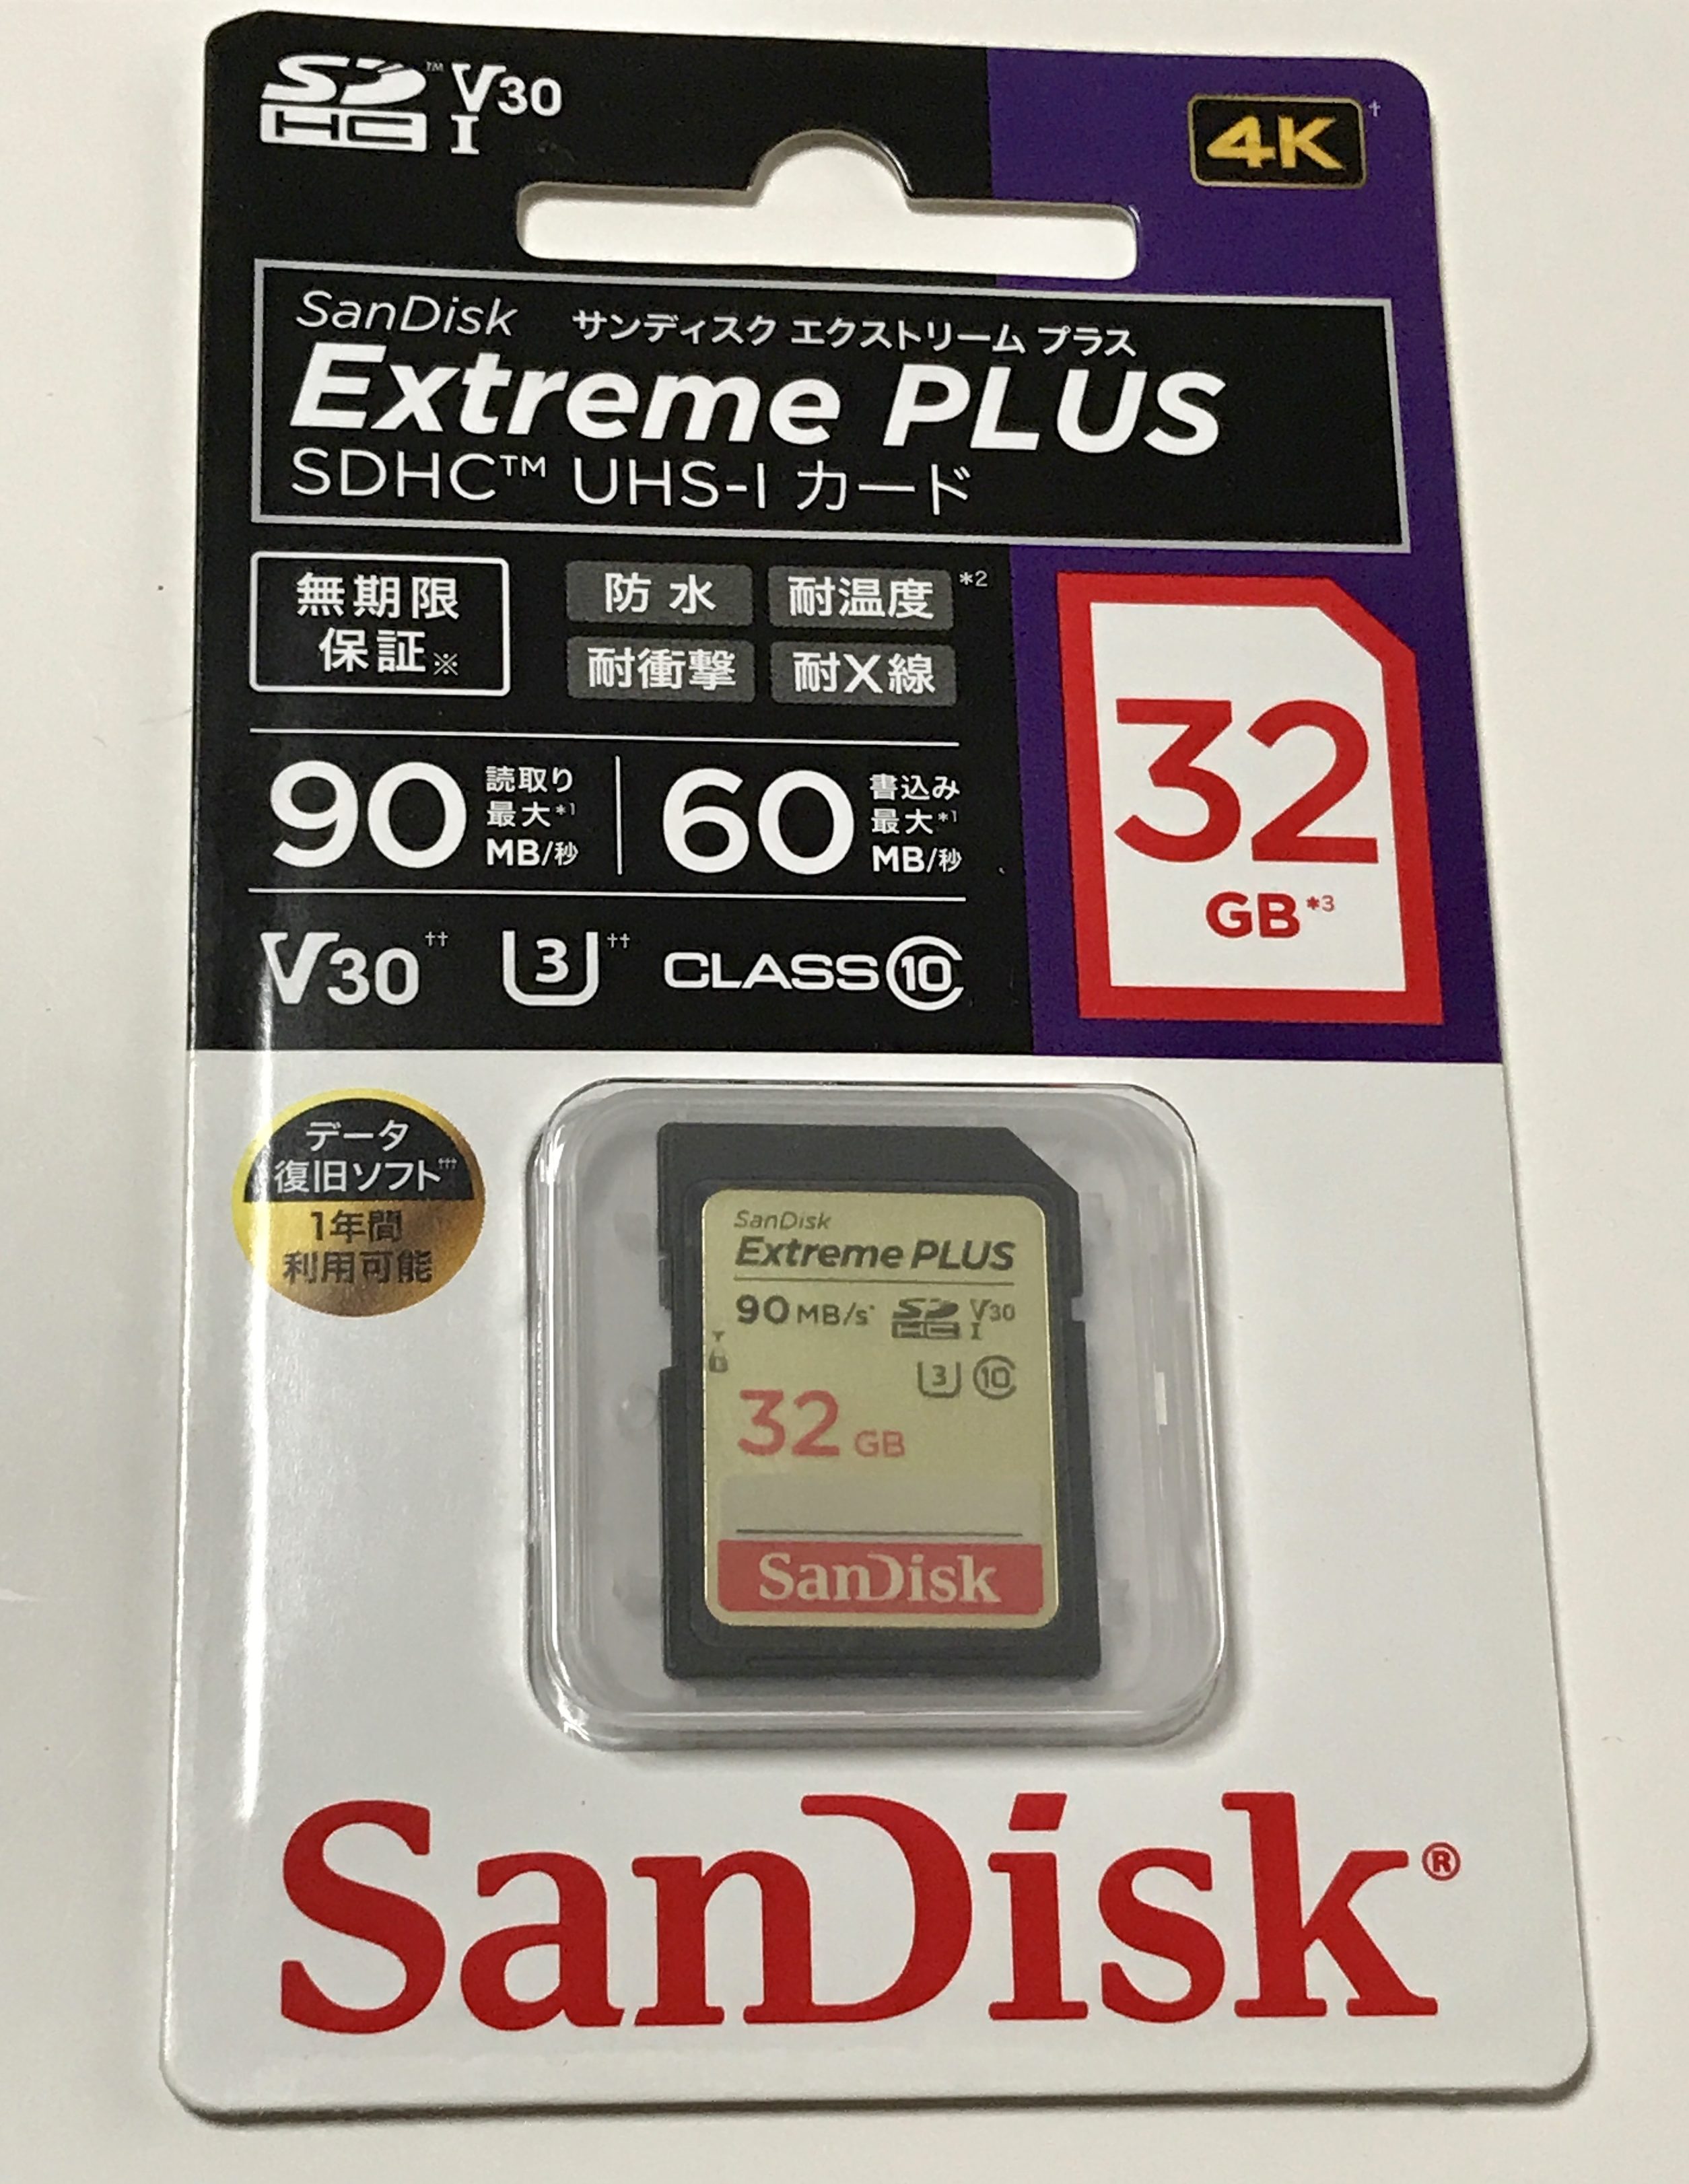 SD HC ™ I V30
4K†
SanDisk サンディスク エクストリーム プラス
Extreme PLUS
SDHC™ UHS-I カード
無期限
保証※
防水 耐温度*2
耐衝撃 耐X線
32
GB*3
90 読取り最大*1 MB/秒
60 書込み最大*1 MB/秒
V30†† U3†† CLASS10
データ
復旧ソフト†††
1年間
利用可能
SanDisk
Extreme PLUS
90 MB/s* SD HC I V30
U3 10
32 GB
SanDisk
SanDisk®